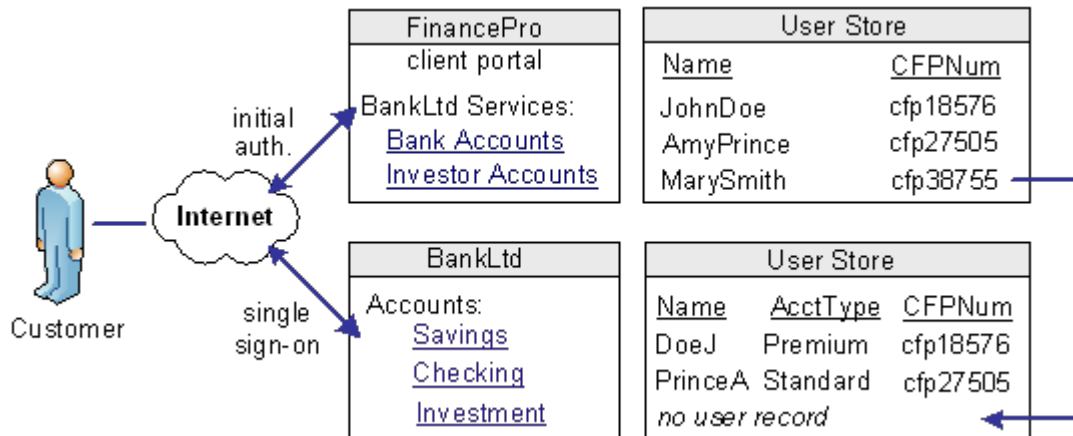 FinancePro
client portal
BankLtd Services:
Bank Accounts
Investor Accounts
User Store
Name CFPNum
JohnDoe cfp18576
AmyPrince cfp27505
MarySmith cfp38755
initial
auth.
Internet
Customer
single
sign-on
BankLtd
Accounts:
Savings
Checking
Investment
User Store
Name AcctType CFPNum
DoeJ Premium cfp18576
PrinceA Standard cfp27505
no user record